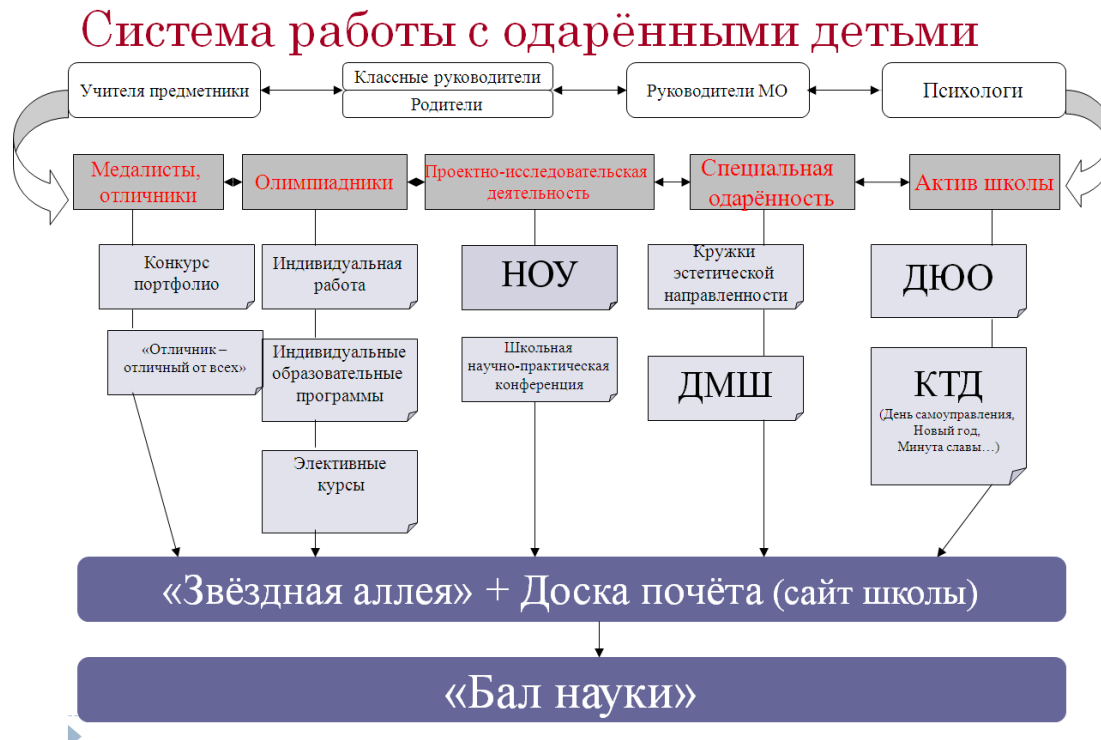 Система работы с одарёнными детьми
Учителя предметники
Классные руководители
Родители
Руководители МО
Психологи
Медалисты,
отличники
Олимпиадники
Проектно-исследовательская
деятельность
Специальная
одарённость
Актив школы
Конкурс
портфолио
«Отличник –
отличный от всех»
Индивидуальная
работа
Индивидуальные
образовательные
программы
Элективные
курсы
НОУ
Школьная
научно-практическая
конференция
Кружки
эстетической
направленности
ДМШ
ДЮО
КТД
(День самоуправления,
Новый год,
Минута славы…)
«Звёздная аллея» + Доска почёта (сайт школы)
«Бал науки»